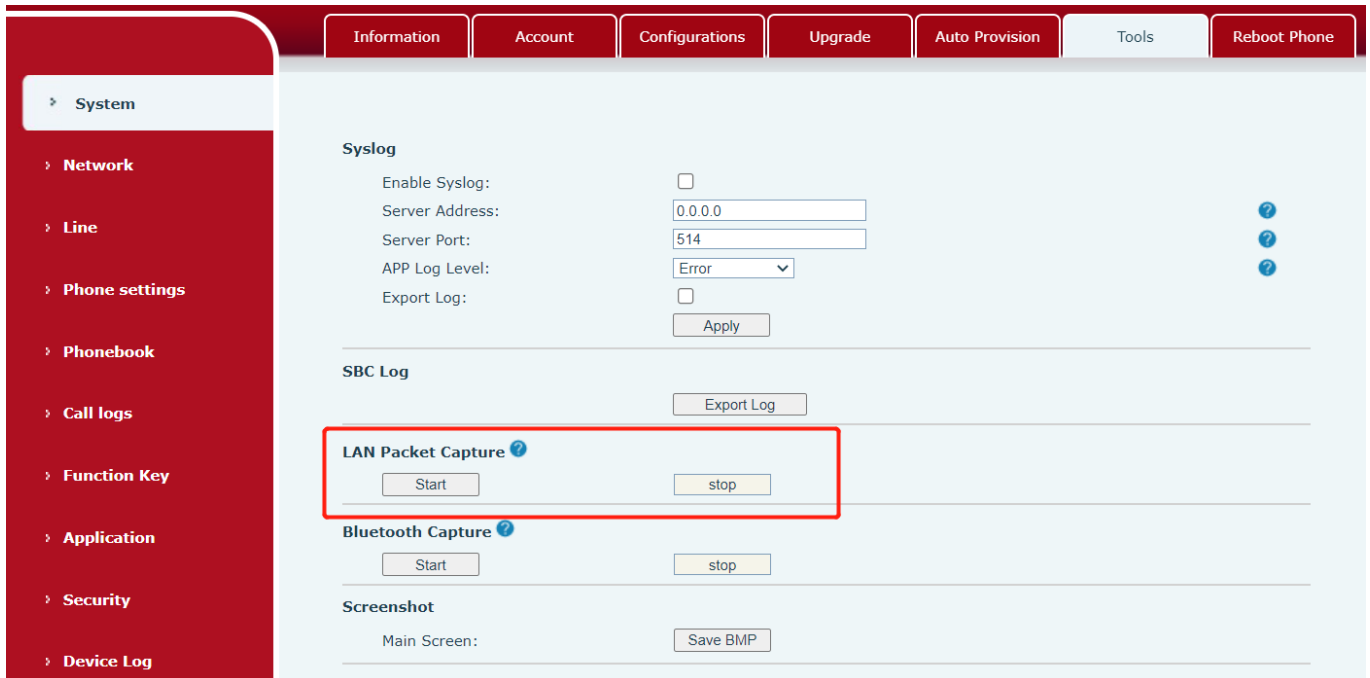 Information Account Configurations Upgrade Auto Provision Tools Reboot Phone
System
Network
Line
Phone settings
Phonebook
Call logs
Function Key
Application
Security
Device Log
Syslog
Enable Syslog:
Server Address: 0.0.0.0
Server Port: 514
APP Log Level: Error
Export Log:
Apply
SBC Log
Export Log
LAN Packet Capture ?
Start stop
Bluetooth Capture ?
Start stop
Screenshot
Main Screen: Save BMP